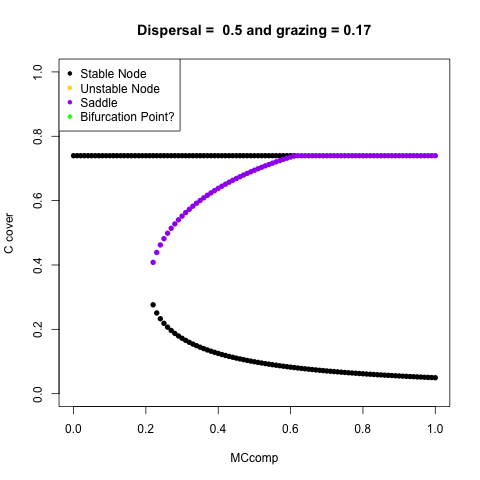 Dispersal =  0.5 and grazing = 0.17
Stable Node
Unstable Node
Saddle
Bifurcation Point?
1.0
0.8
0.6
0.4
0.2
0.0
C cover
0.0 0.2 0.4 0.6 0.8 1.0
MCcomp